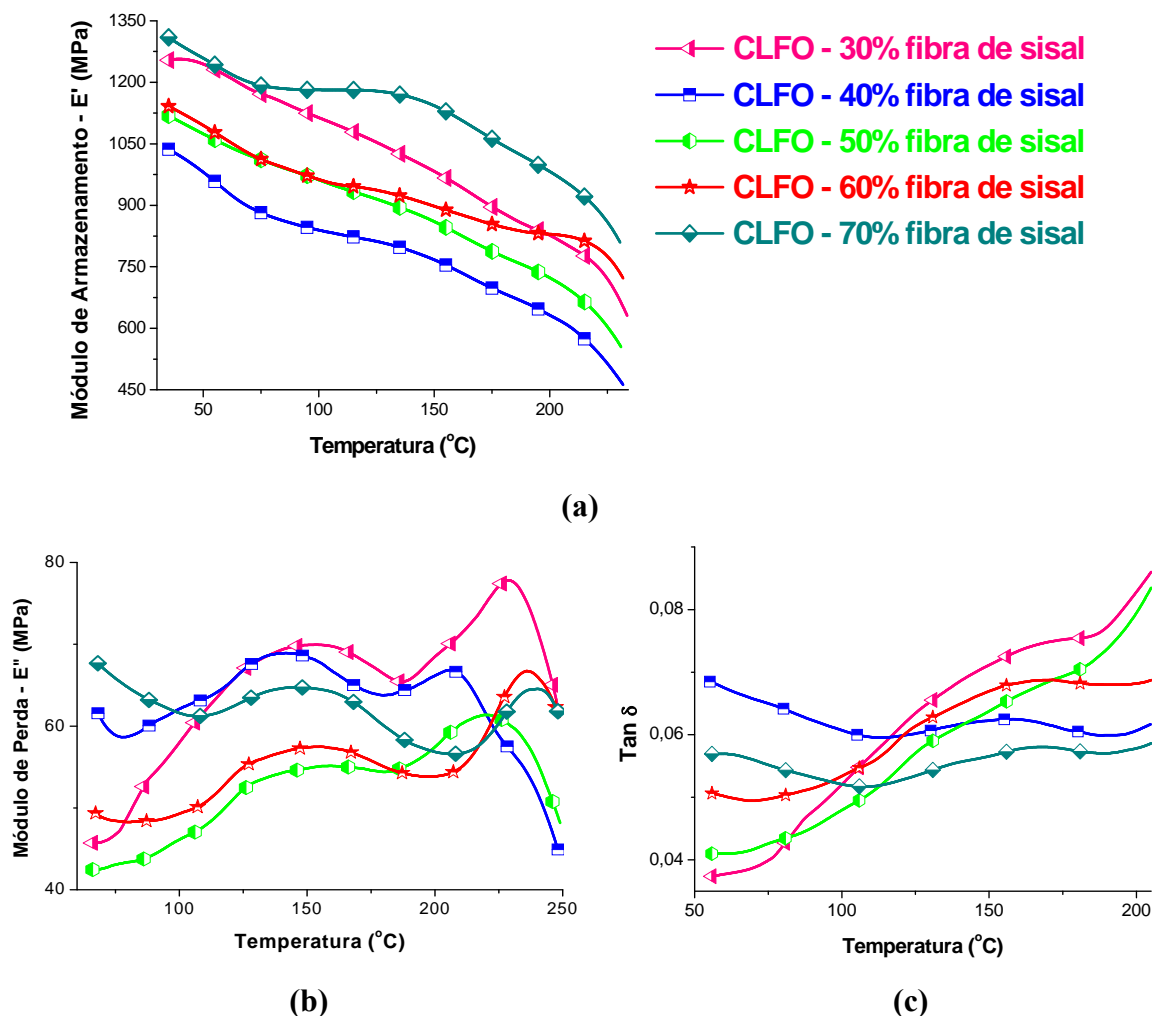 1350
1200
1050
900
750
600
450
Módulo de Armazenamento - E' (MPa)
50
100
150
200
Temperatura (°C)
CLFO - 30% fibra de sisal
CLFO - 40% fibra de sisal
CLFO - 50% fibra de sisal
CLFO - 60% fibra de sisal
CLFO - 70% fibra de sisal
(a)
80
60
40
Módulo de Perda - E" (MPa)
100
150
200
250
Temperatura (°C)
(b)
0,08
0,06
0,04
Tan δ
50
100
150
200
Temperatura (°C)
(c)